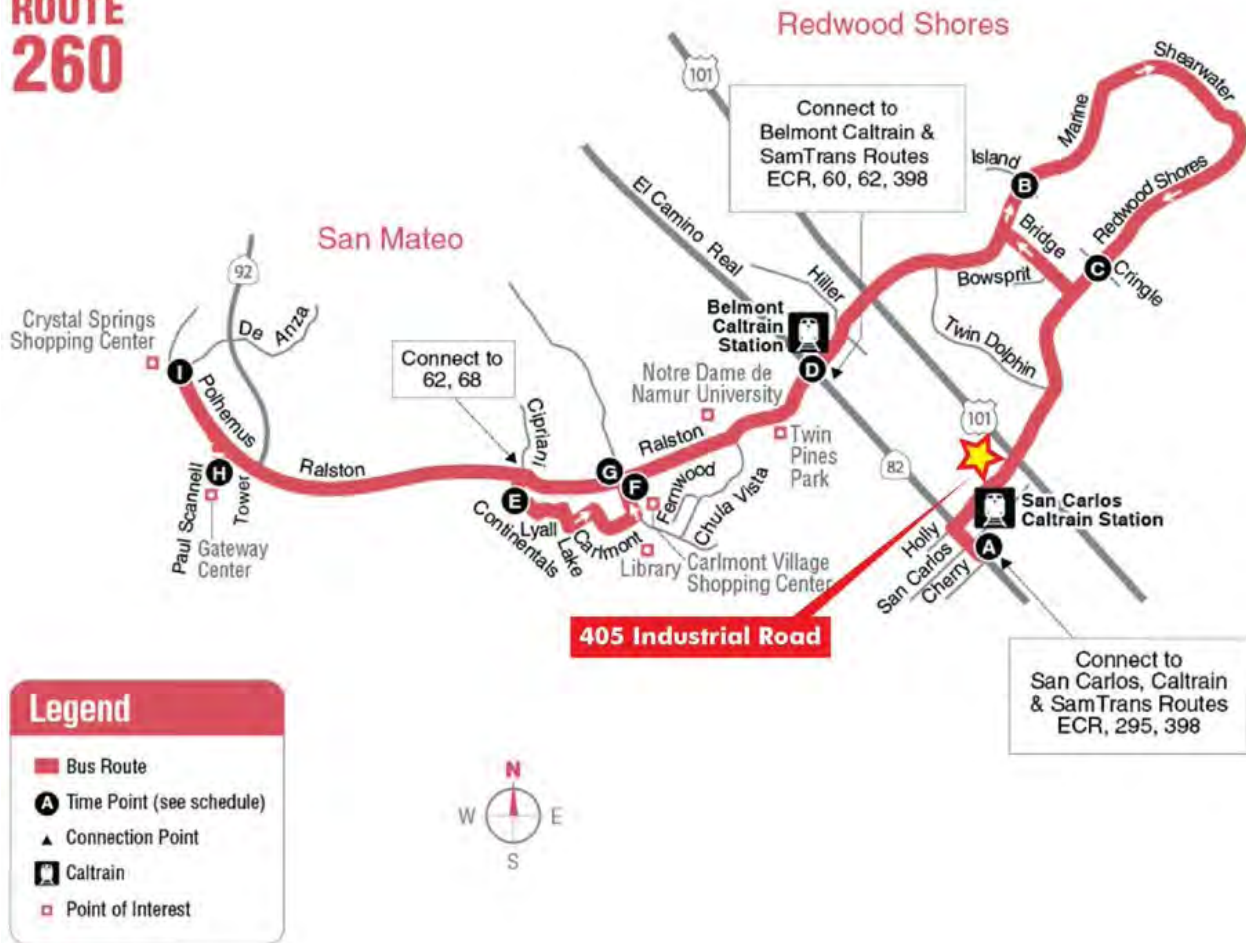 ROUTE
260
Redwood Shores
101
Shearwater
Connect to
Belmont Caltrain &
SamTrans Routes
ECR, 60, 62, 398
Marine
Island
B
Redwood Shores
Bridge
El Camino Real
San Mateo
92
Hiller
Bowsprit
C
Cringle
Crystal Springs
Shopping Center
De Anza
Belmont
Caltrain
Station
Twin Dolphin
I
Connect to
62, 68
D
Polhemus
Notre Dame de
Namur University
Cipriani
101
Ralston
Twin
Pines
Park
Ralston
G
F
H
82
Tower
E
Fernwood
Chula Vista
San Carlos
Caltrain Station
Paul Scannell
Continentals
Lyall
Lake
Carlmont
Holly
A
Gateway
Center
Library
Carlmont Village
Shopping Center
San Carlos
Cherry
405 Industrial Road
Connect to
San Carlos, Caltrain
& SamTrans Routes
ECR, 295, 398
Legend
Bus Route
A Time Point (see schedule)
Connection Point
Caltrain
Point of Interest
N
W E
S